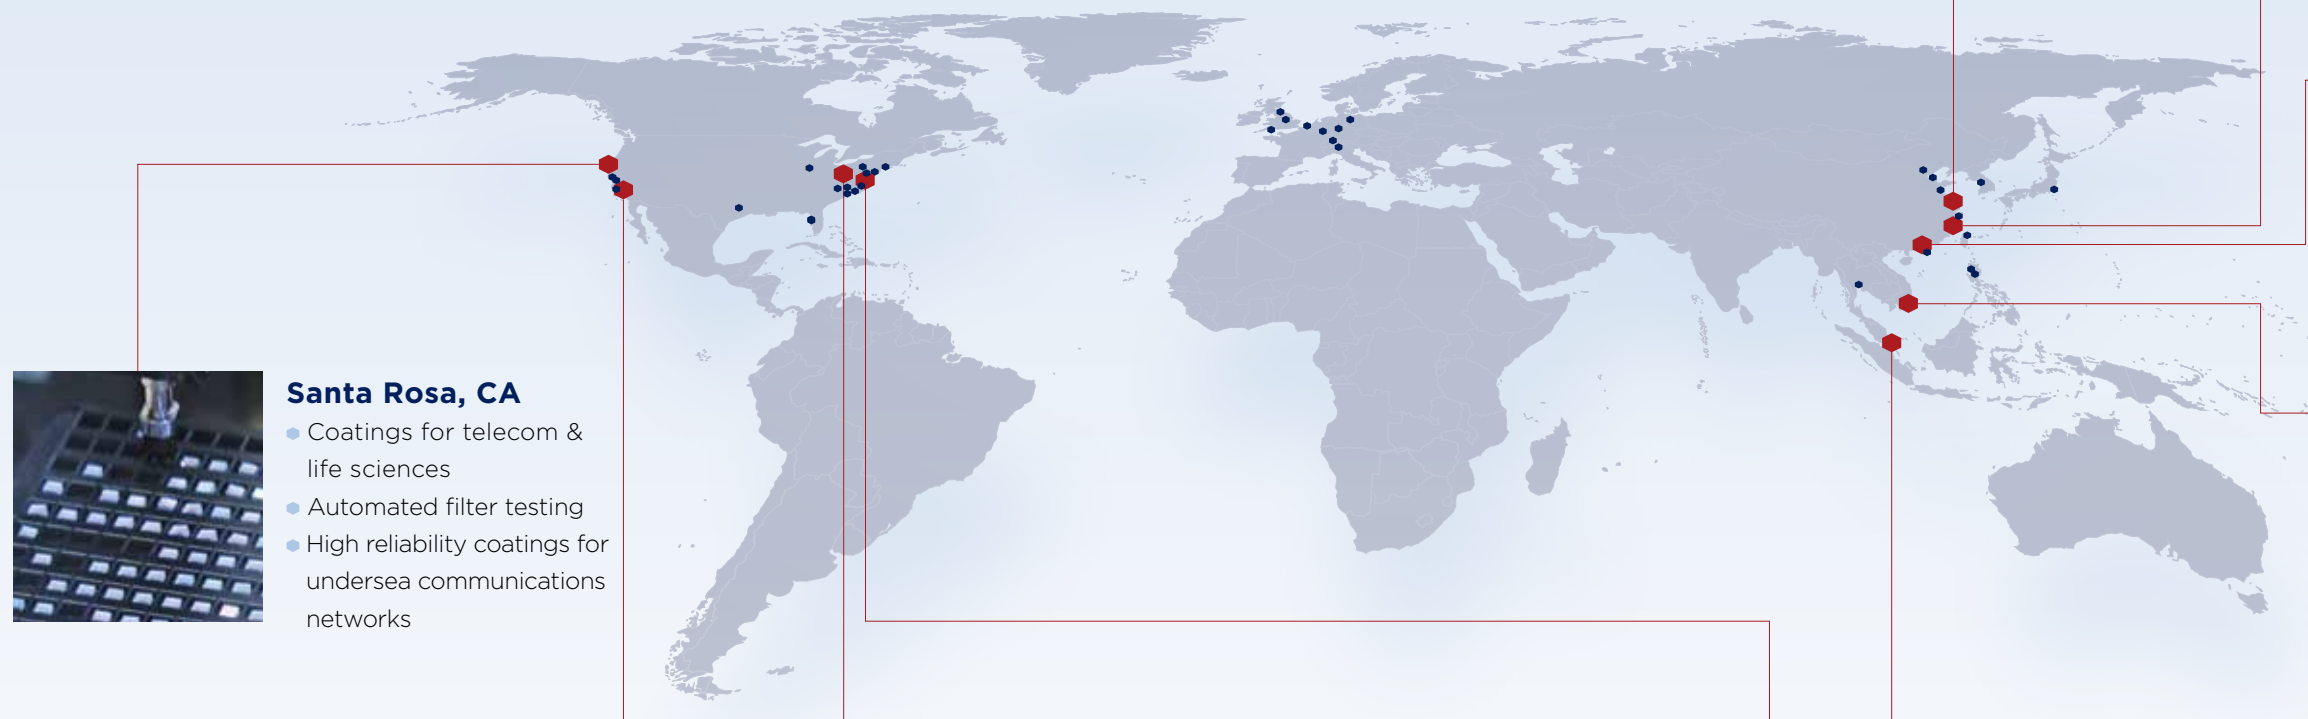 Santa Rosa, CA
Coatings for telecom &
life sciences
Automated filter testing
High reliability coatings for
undersea communications
networks